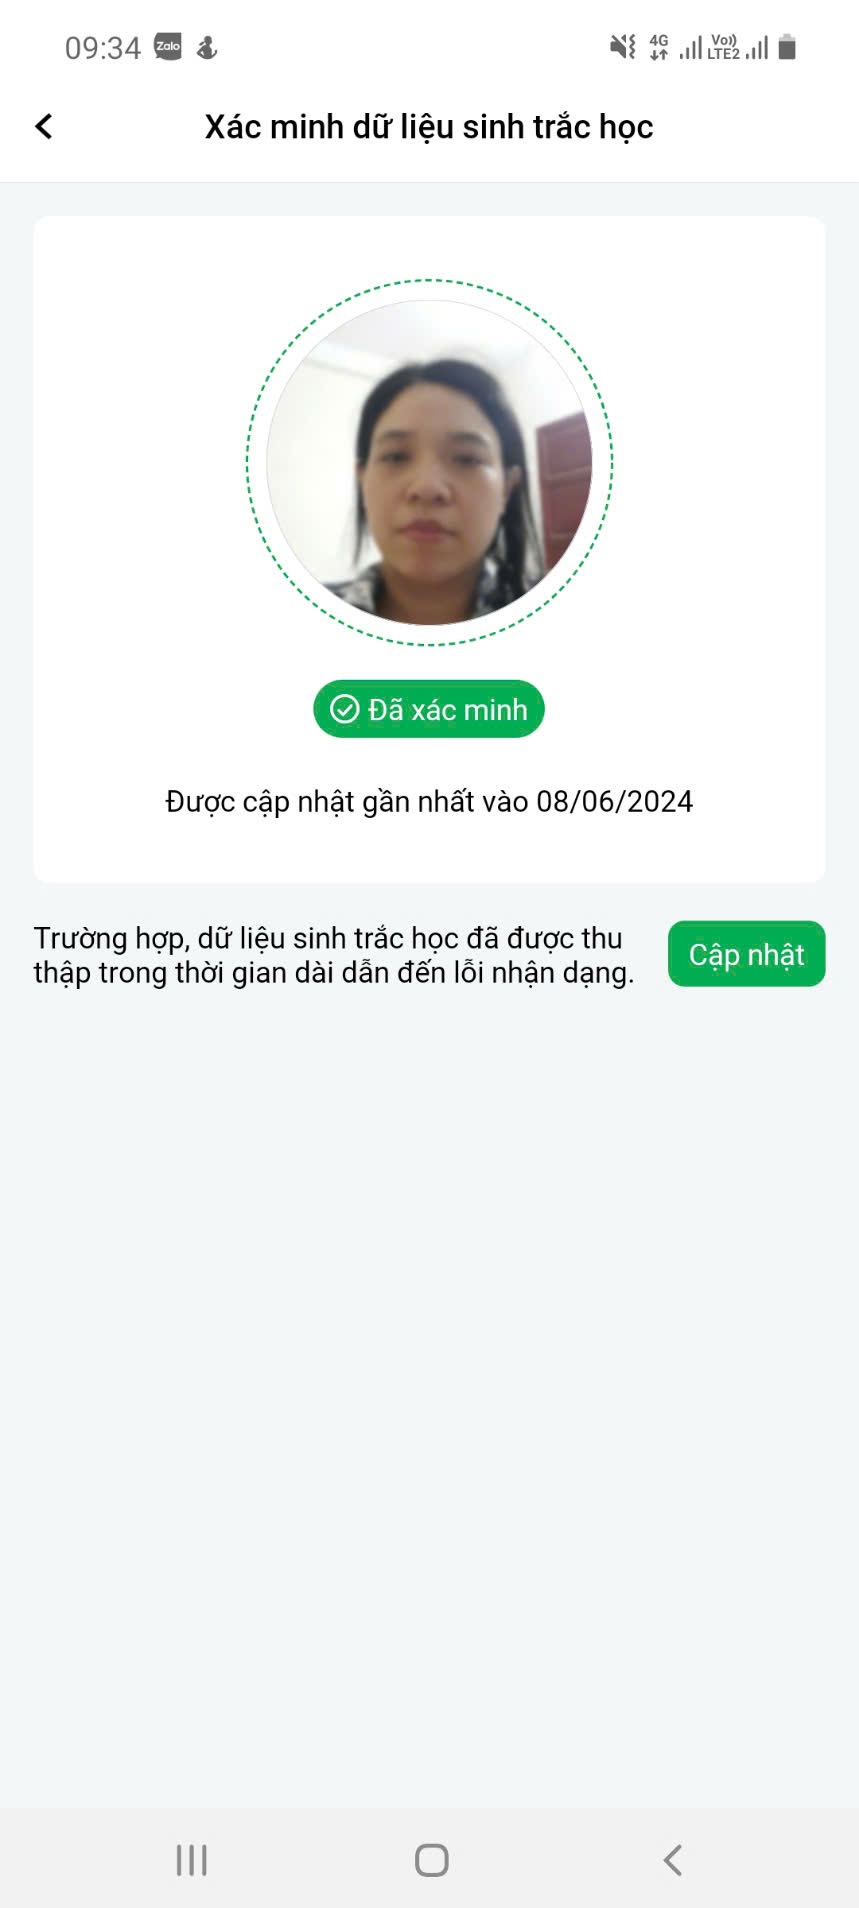 09:34 Zalo 4G Vo)) LTE2
Xác minh dữ liệu sinh trắc học
Đã xác minh
Được cập nhật gần nhất vào 08/06/2024
Trường hợp, dữ liệu sinh trắc học đã được thu
thập trong thời gian dài dẫn đến lỗi nhận dạng.
Cập nhật